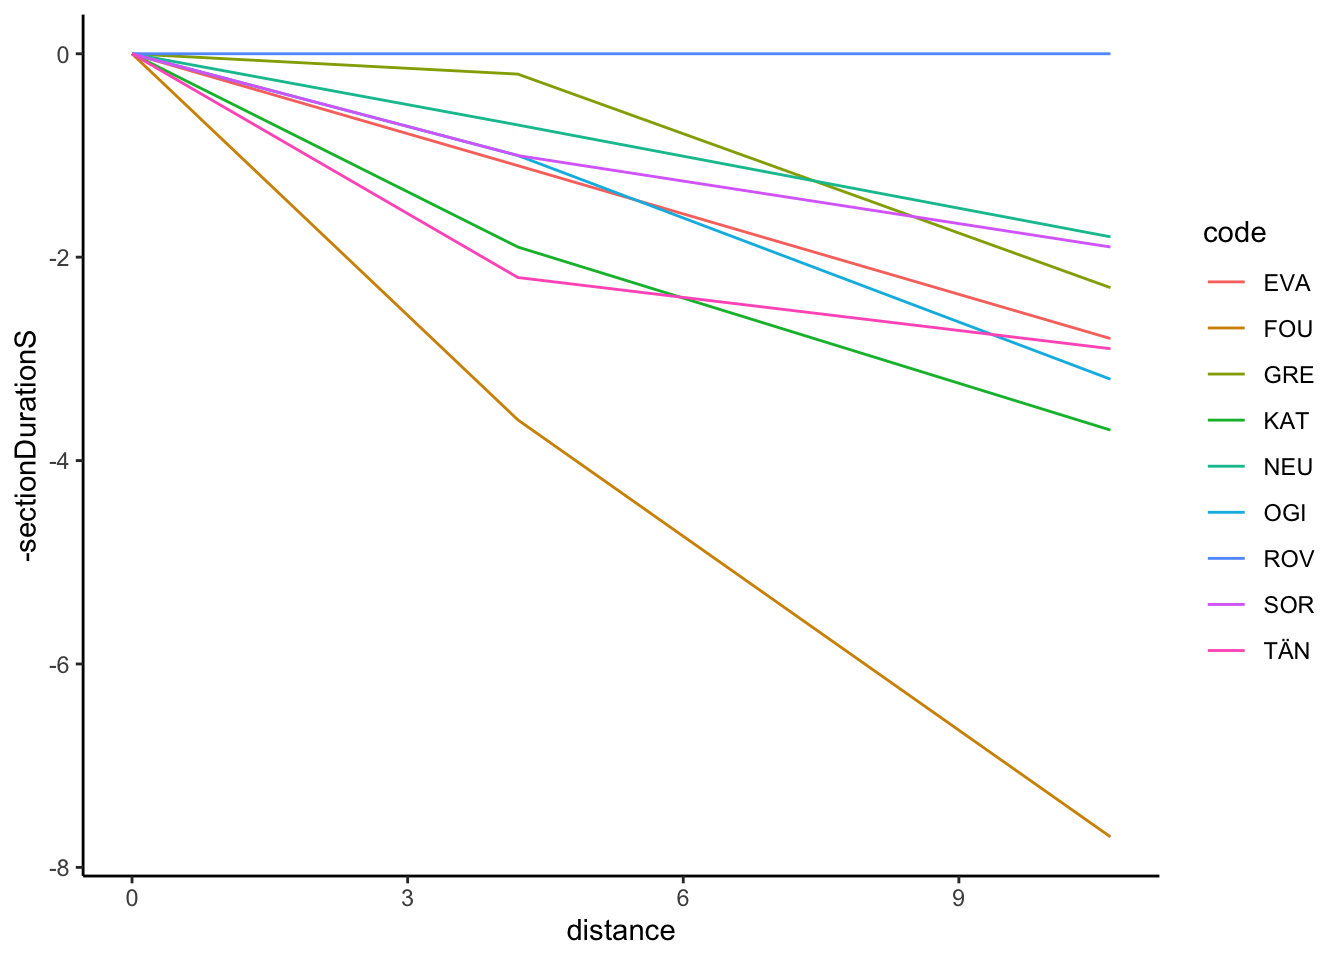 0
-2
-4
-6
-8
-sectionDurationS
0 3 6 9
distance
code
EVA
FOU
GRE
KAT
NEU
OGI
ROV
SOR
TÄN